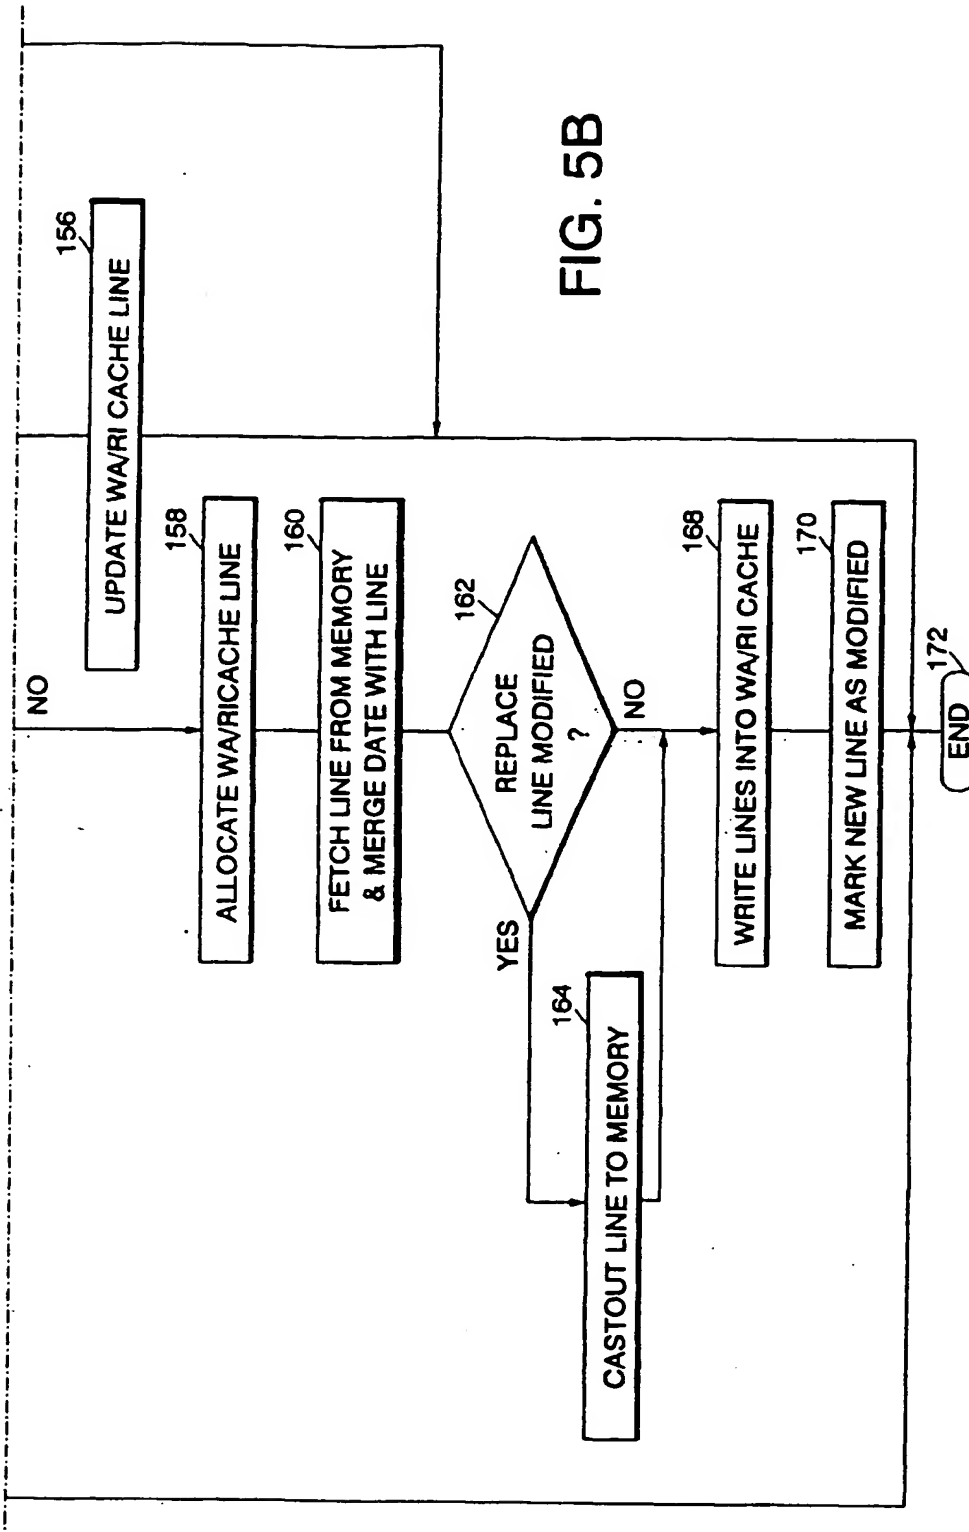 NO
156
UPDATE WA/RI CACHE LINE
158
ALLOCATE WA/RICACHE LINE
160
FETCH LINE FROM MEMORY
& MERGE DATE WITH LINE
162
REPLACE
LINE MODIFIED
?
YES
NO
164
CASTOUT LINE TO MEMORY
168
WRITE LINES INTO WA/RI CACHE
170
MARK NEW LINE AS MODIFIED
172
END
FIG. 5B